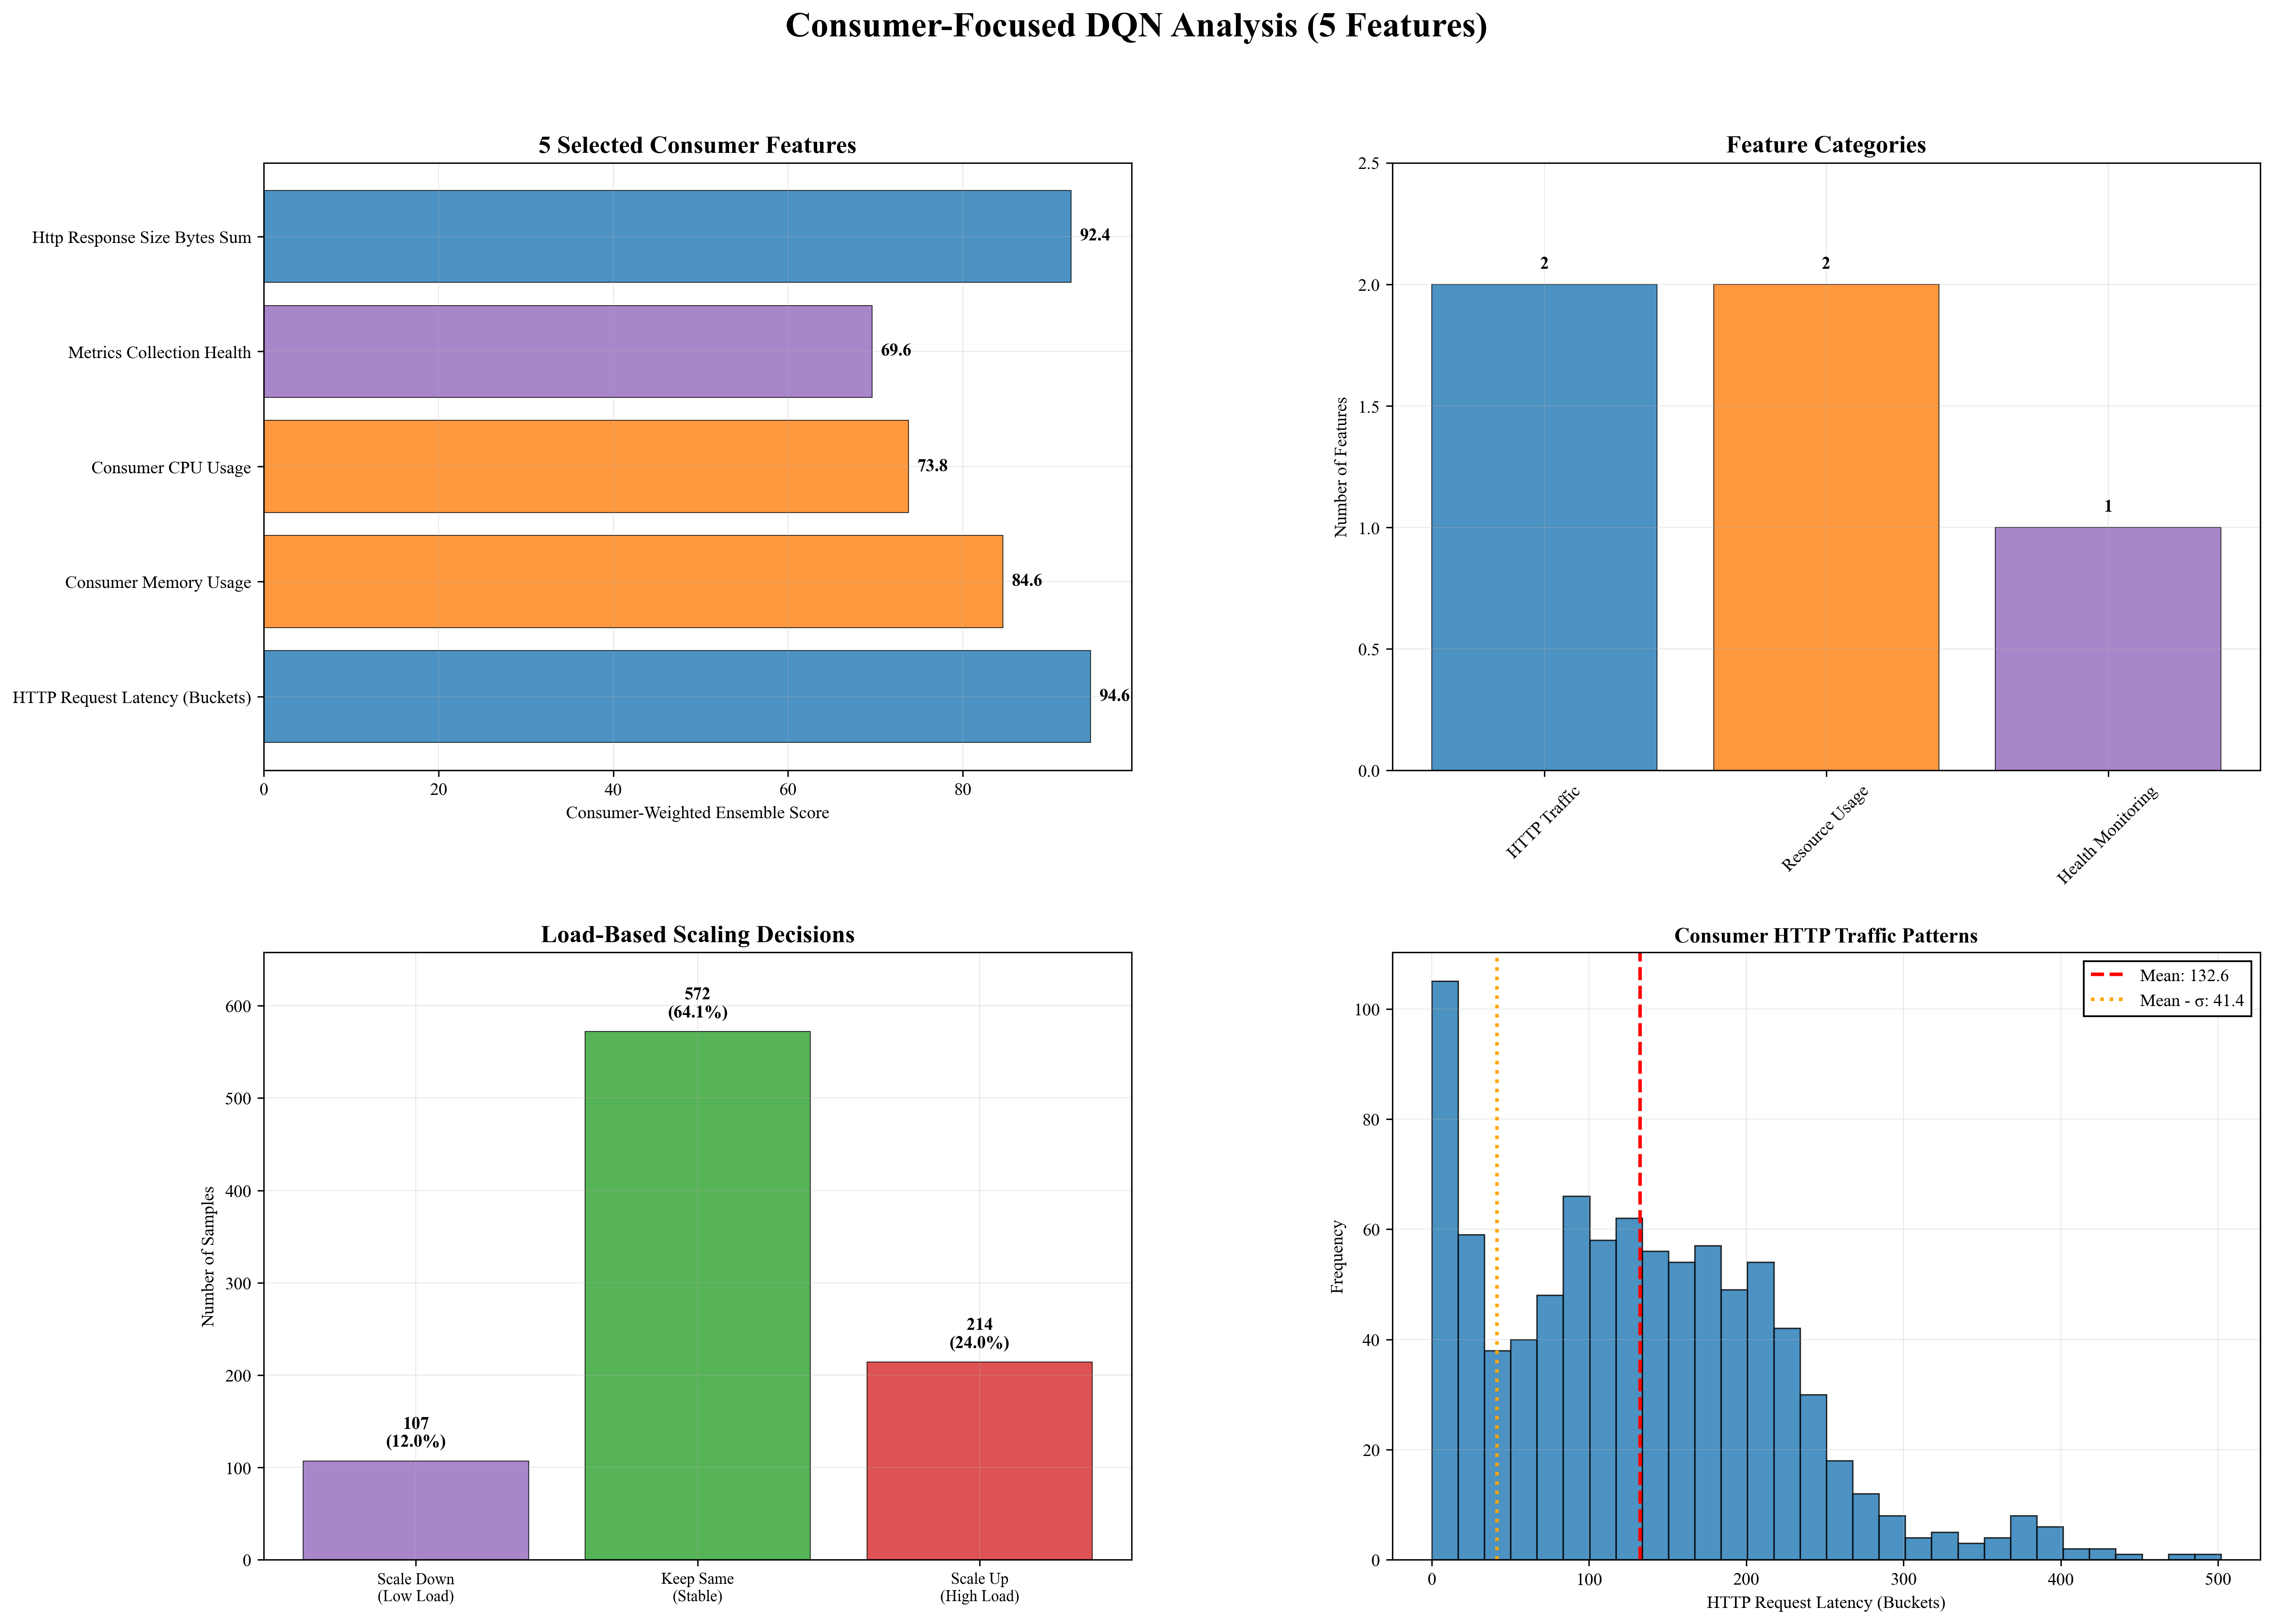 Consumer-Focused DQN Analysis (5 Features)
5 Selected Consumer Features
Http Response Size Bytes Sum
92.4
Metrics Collection Health
69.6
Consumer CPU Usage
73.8
Consumer Memory Usage
84.6
HTTP Request Latency (Buckets)
94.6
0
20
40
60
80
Consumer-Weighted Ensemble Score
Feature Categories
Number of Features
2.5
2.0
1.5
1.0
0.5
0.0
2
2
1
HTTP Traffic
Resource Usage
Health Monitoring
Load-Based Scaling Decisions
Number of Samples
600
500
400
300
200
100
0
107
(12.0%)
572
(64.1%)
214
(24.0%)
Scale Down
(Low Load)
Keep Same
(Stable)
Scale Up
(High Load)
Consumer HTTP Traffic Patterns
Mean: 132.6
Mean - σ: 41.4
Frequency
100
80
60
40
20
0
0
100
200
300
400
500
HTTP Request Latency (Buckets)